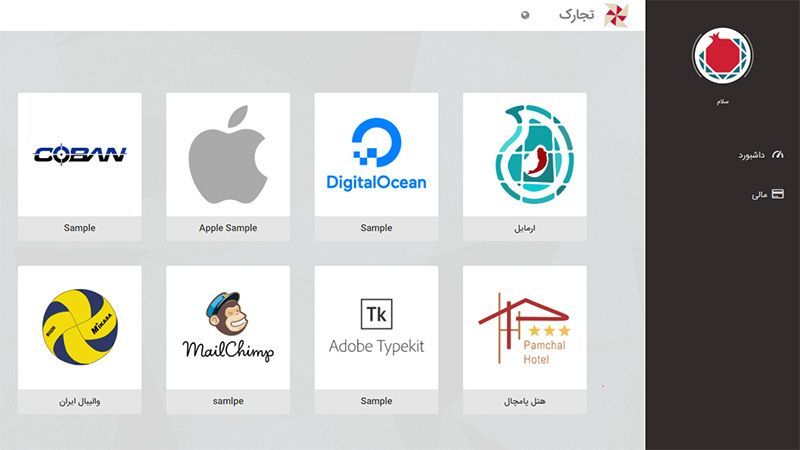 تجارک
سلام
داشبورد
مالی
COBAN
DigitalOcean
Sample
Apple Sample
Sample
ارمایل
MIKASA
MailChimp
Tk
Adobe Typekit
Pamchal
Hotel
والیبال ایران
samlpe
Sample
هتل پامچال